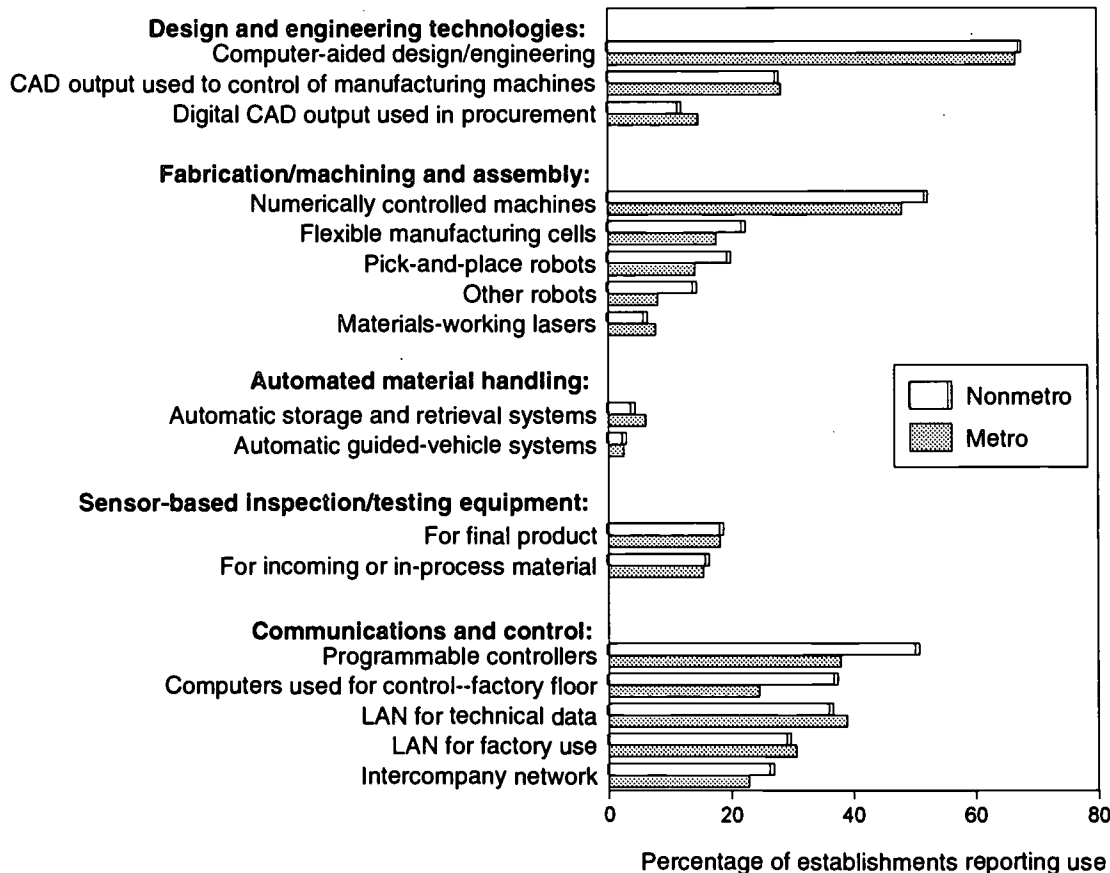 Design and engineering technologies:
Computer-aided design/engineering
CAD output used to control of manufacturing machines
Digital CAD output used in procurement
Fabrication/machining and assembly:
Numerically controlled machines
Flexible manufacturing cells
Pick-and-place robots
Other robots
Materials-working lasers
Automated material handling:
Automatic storage and retrieval systems
Automatic guided-vehicle systems
Nonmetro
Metro
Sensor-based inspection/testing equipment:
For final product
For incoming or in-process material
Communications and control:
Programmable controllers
Computers used for control--factory floor
LAN for technical data
LAN for factory use
Intercompany network
0 20 40 60 80
Percentage of establishments reporting use